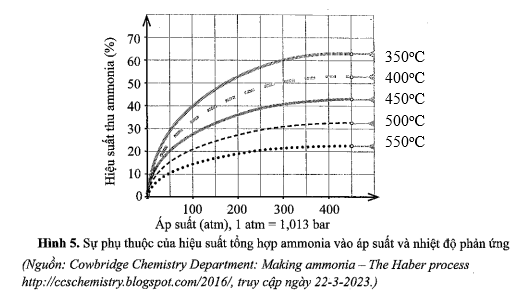 Hiệu suất thu ammonia (%)
70
60
50
40
30
20
10
0
350°C
400°C
450°C
500°C
550°C
100 200 300 400
Áp suất (atm), 1 atm = 1,013 bar
Hình 5. Sự phụ thuộc của hiệu suất tổng hợp ammonia vào áp suất và nhiệt độ phản ứng
(Nguồn: Cowbridge Chemistry Department: Making ammonia – The Haber process
http://ccschemistry.blogspot.com/2016/, truy cập ngày 22-3-2023.)